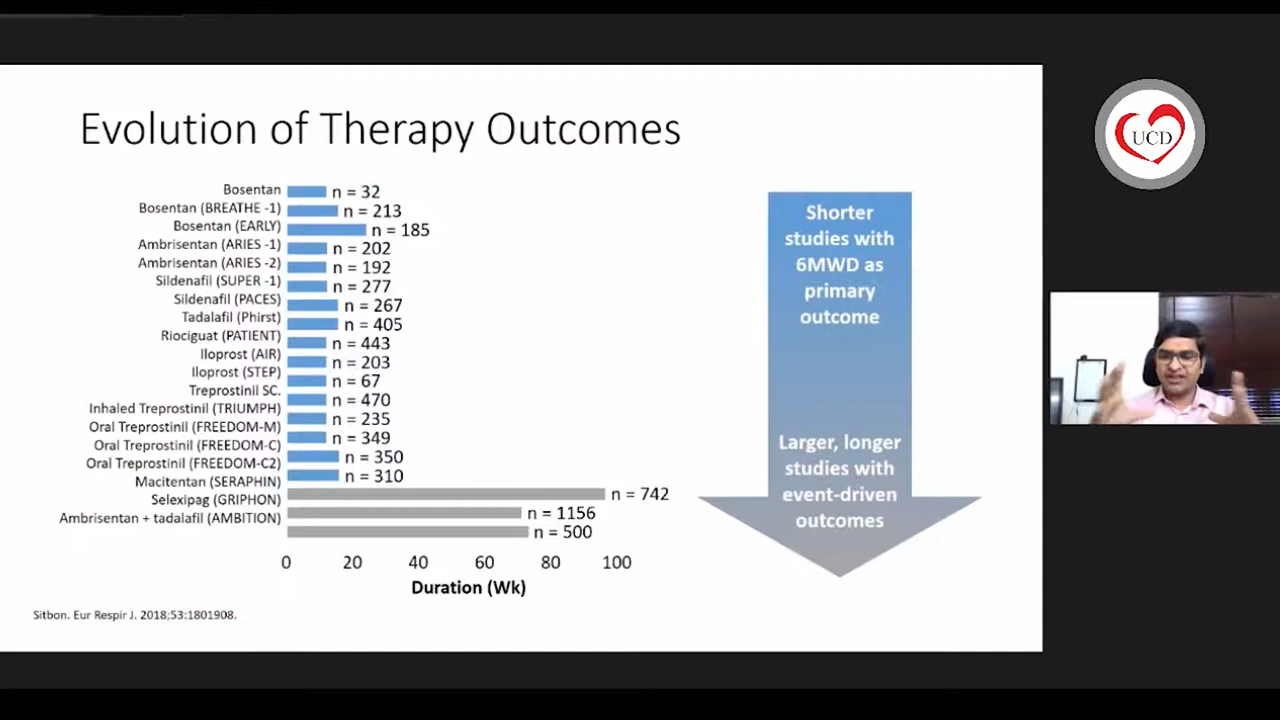 Evolution of Therapy Outcomes
UCD
Bosentan
n = 32
Bosentan (BREATHE -1)
n = 213
Bosentan (EARLY)
n = 185
Ambrisentan (ARIES -1)
n = 202
Ambrisentan (ARIES -2)
n = 192
Sildenafil (SUPER -1)
n = 277
Sildenafil (PACES)
n = 267
Tadalafil (Phirst)
n = 405
Riociguat (PATIENT)
n = 443
Iloprost (AIR)
n = 203
Iloprost (STEP)
n = 67
Treprostinil SC.
n = 470
Inhaled Treprostinil (TRIUMPH)
n = 235
Oral Treprostinil (FREEDOM-M)
n = 349
Oral Treprostinil (FREEDOM-C)
n = 350
Oral Treprostinil (FREEDOM-C2)
n = 310
Macitentan (SERAPHIN)
n = 742
Selexipag (GRIPHON)
n = 1156
Ambrisentan + tadalafil (AMBITION)
n = 500
0 20 40 60 80 100
Duration (Wk)
Shorter
studies with
6MWD as
primary
outcome
Larger, longer
studies with
event-driven
outcomes
Sitbon. Eur Respir J. 2018;53:1801908.